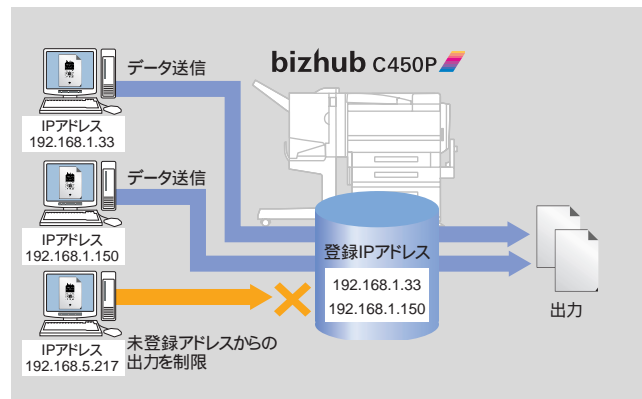 データ送信
bizhub C450P
IPアドレス
192.168.1.33
データ送信
IPアドレス
192.168.1.150
登録IPアドレス
192.168.1.33
192.168.1.150
出力
IPアドレス
192.168.5.217
未登録アドレスからの
出力を制限